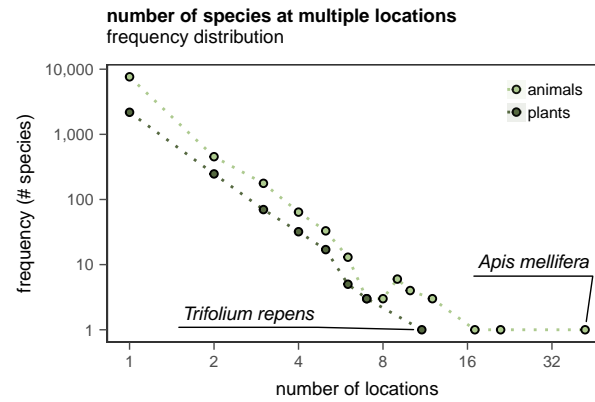 number of species at multiple locations
frequency distribution
10,000
1,000
100
10
1
frequency (# species)
animals
plants
Apis mellifera
Trifolium repens
1 2 4 8 16 32
number of locations